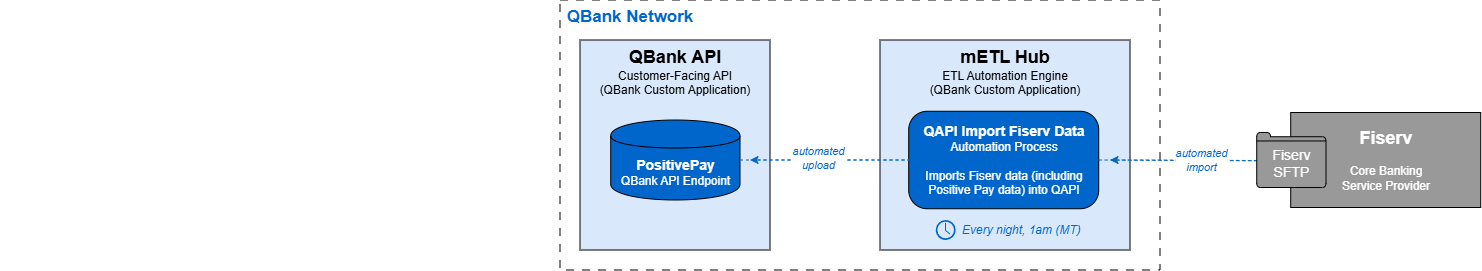 QBank Network
QBank API
Customer-Facing API
(QBank Custom Application)
PositivePay
QBank API Endpoint
automated
upload
mETL Hub
ETL Automation Engine
(QBank Custom Application)
QAPI Import Fiserv Data
Automation Process
Imports Fiserv data (including
Positive Pay data) into QAPI
Every night, 1am (MT)
automated
import
Fiserv
SFTP
Fiserv
Core Banking
Service Provider